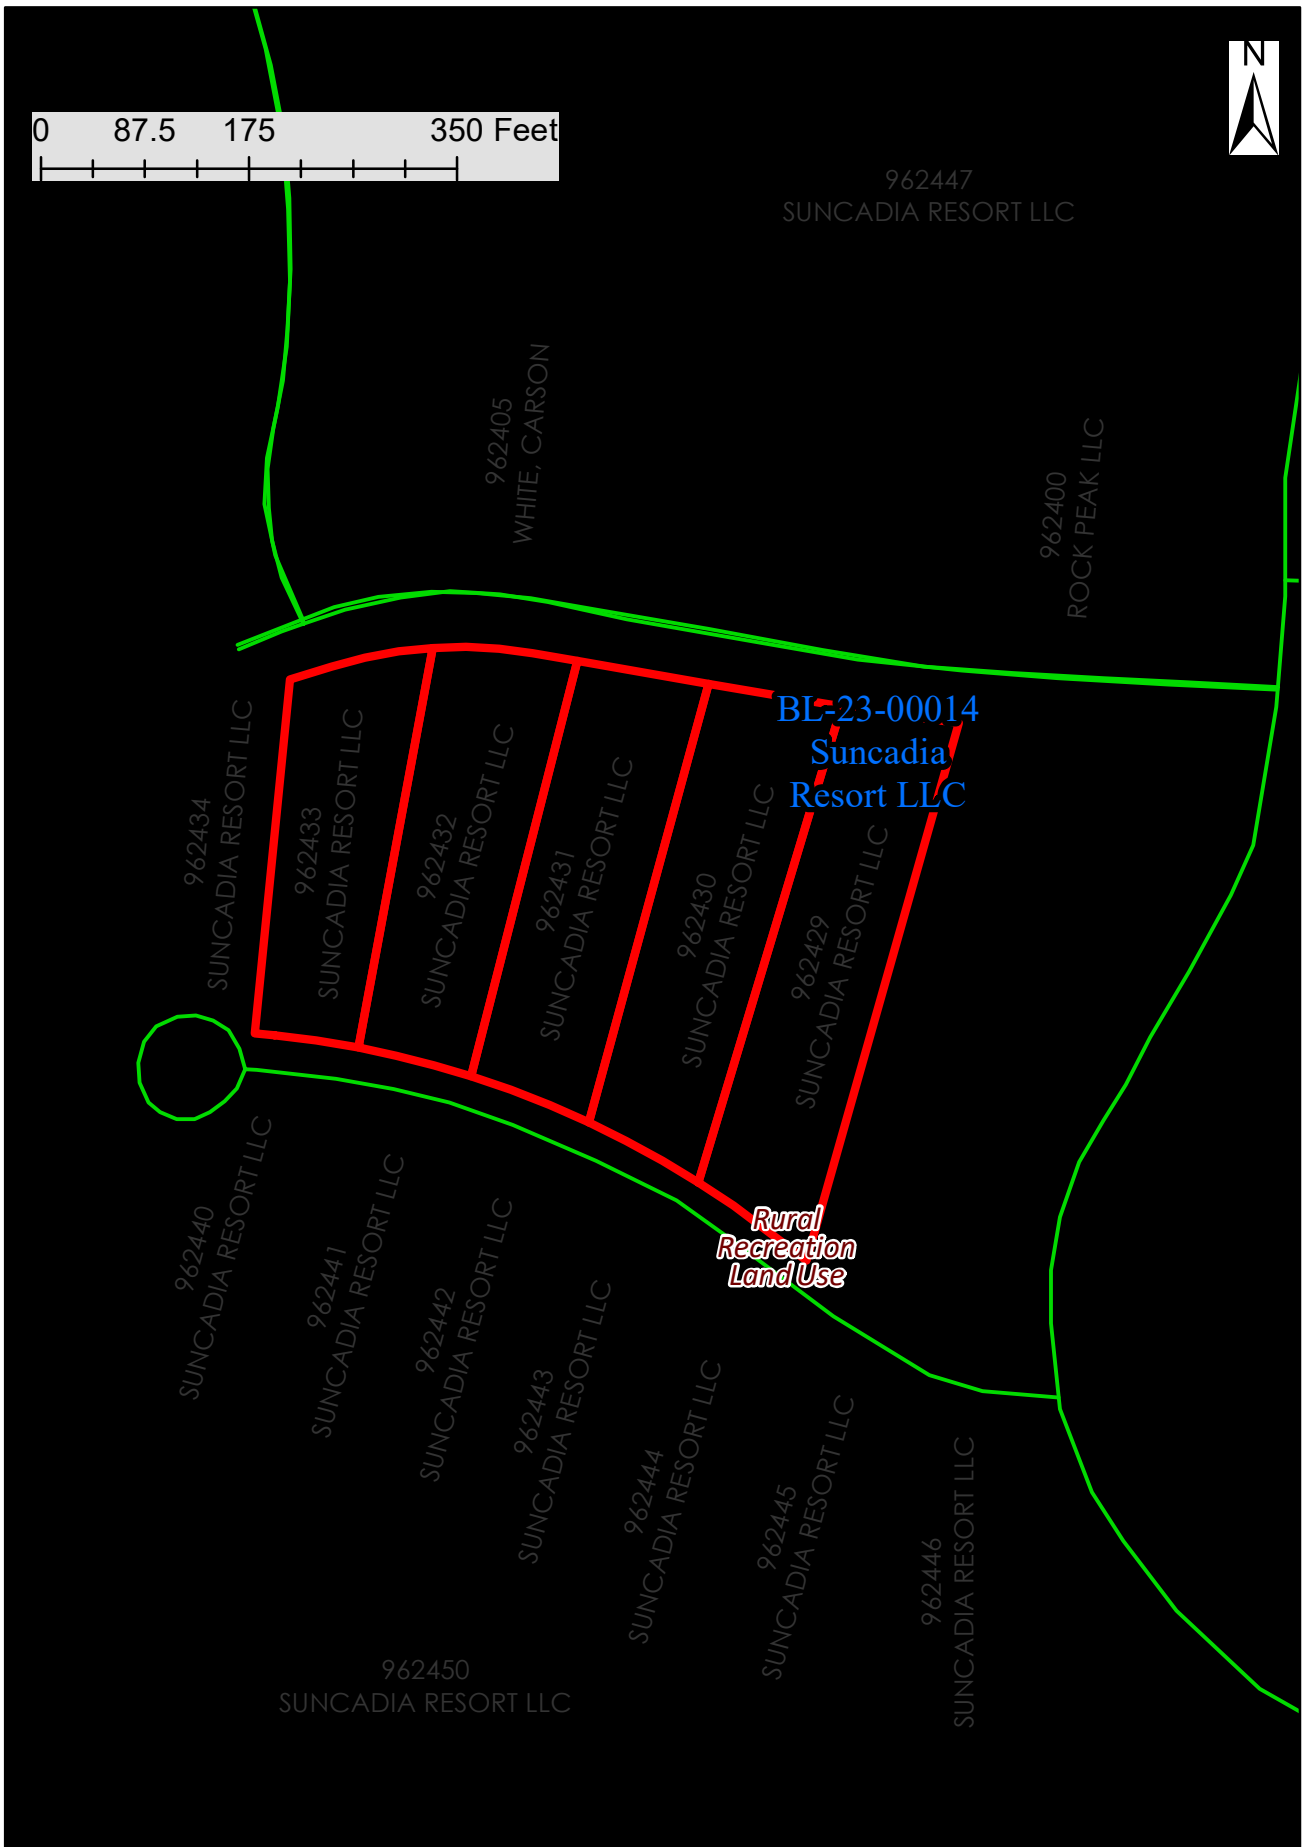 N
0 87.5 175 350 Feet
962447
SUNCADIA RESORT LLC
962405
WHITE, CARSON
962400
ROCK PEAK LLC
BL-23-00014
Suncadia
Resort LLC
962434
SUNCADIA RESORT LLC
962433
SUNCADIA RESORT LLC
962432
SUNCADIA RESORT LLC
962431
SUNCADIA RESORT LLC
962430
SUNCADIA RESORT LLC
962429
SUNCADIA RESORT LLC
Rural
Recreation
Land Use
962440
SUNCADIA RESORT LLC
962441
SUNCADIA RESORT LLC
962442
SUNCADIA RESORT LLC
962443
SUNCADIA RESORT LLC
962444
SUNCADIA RESORT LLC
962445
SUNCADIA RESORT LLC
962446
SUNCADIA RESORT LLC
962450
SUNCADIA RESORT LLC